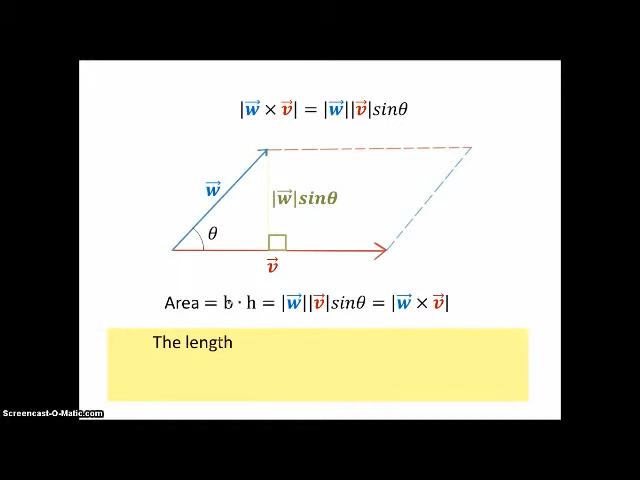 |w⃗ × v⃗| = |w⃗||v⃗|sinθ
w⃗
|w⃗|sinθ
θ
v⃗
Area = b · h = |w⃗||v⃗|sinθ = |w⃗ × v⃗|
The length
Screencast-O-Matic.com